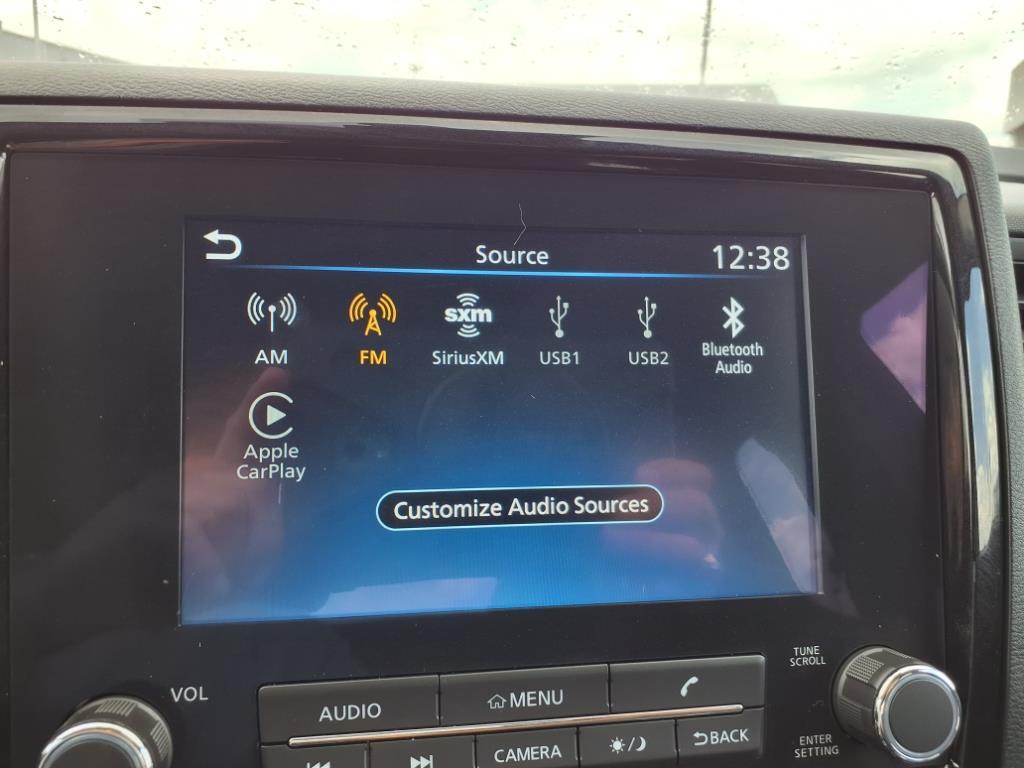 Source
12:38
AM
FM
sxm
SiriusXM
USB1
USB2
Bluetooth
Audio
Apple
CarPlay
Customize Audio Sources
VOL
AUDIO
MENU
TUNE
SCROLL
CAMERA
BACK
ENTER
SETTING